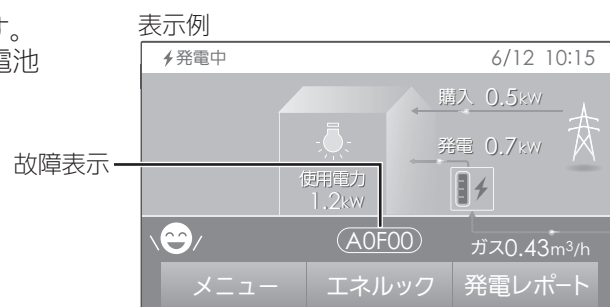 す。
電池
表示例
発電中
6/12 10:15
購入 0.5kW
発電 0.7kW
故障表示
使用電力
1.2kW
A0F00
ガス0.43m³/h
メニュー
エネルック
発電レポート